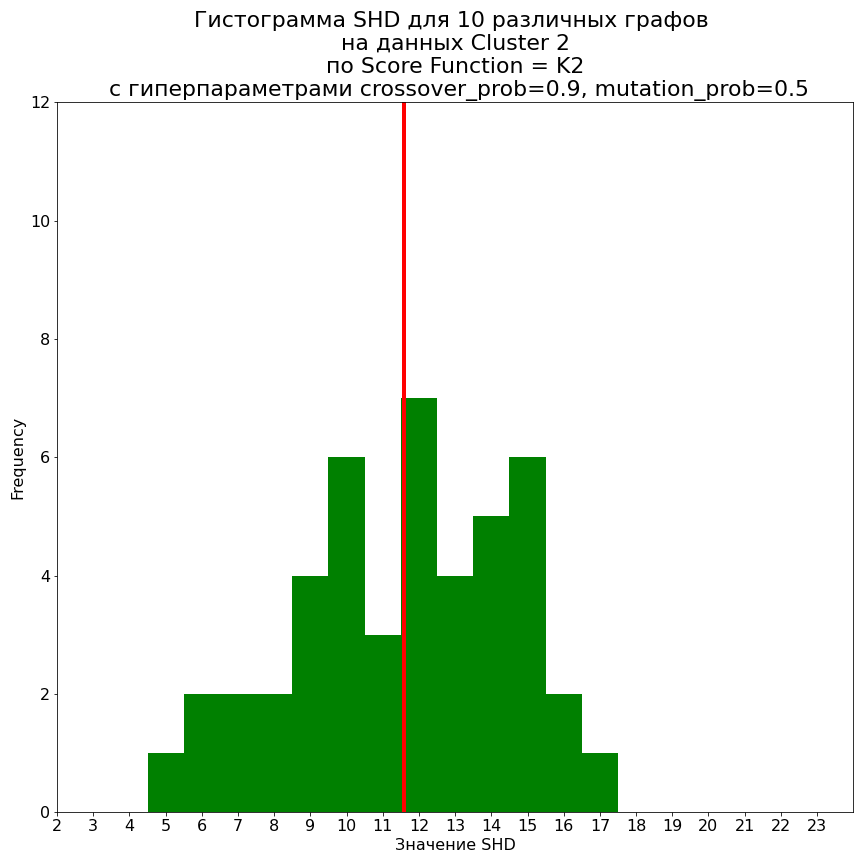 Гистограмма SHD для 10 различных графов
на данных Cluster 2
по Score Function = K2
с гиперпараметрами crossover_prob=0.9, mutation_prob=0.5
12
10
8
6
4
2
0
Frequency
2 3 4 5 6 7 8 9 10 11 12 13 14 15 16 17 18 19 20 21 22 23
Значение SHD